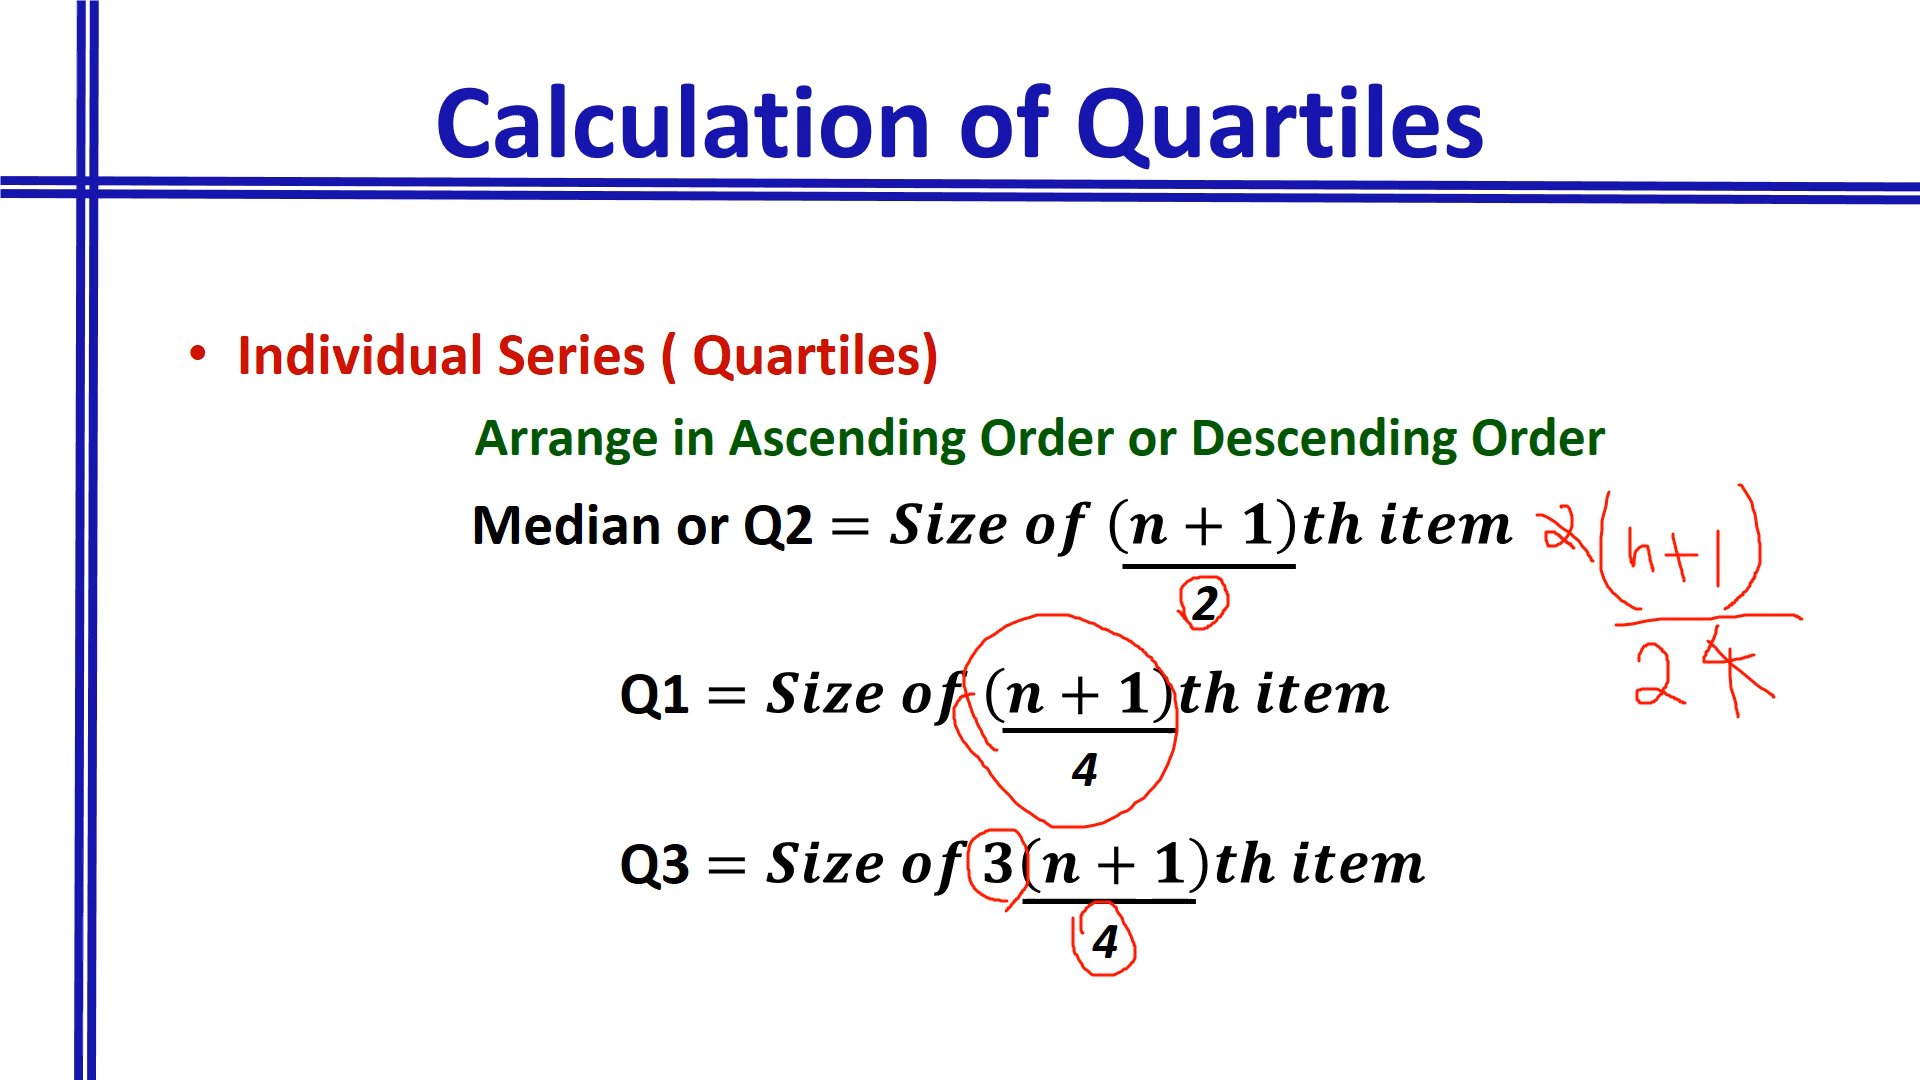 Calculation of Quartiles
• Individual Series ( Quartiles)
Arrange in Ascending Order or Descending Order
Median or Q2 = Size of (n + 1)th item
2
2(n+1)
2 4
Q1 = Size of (n + 1)th item
4
Q3 = Size of 3(n + 1)th item
4